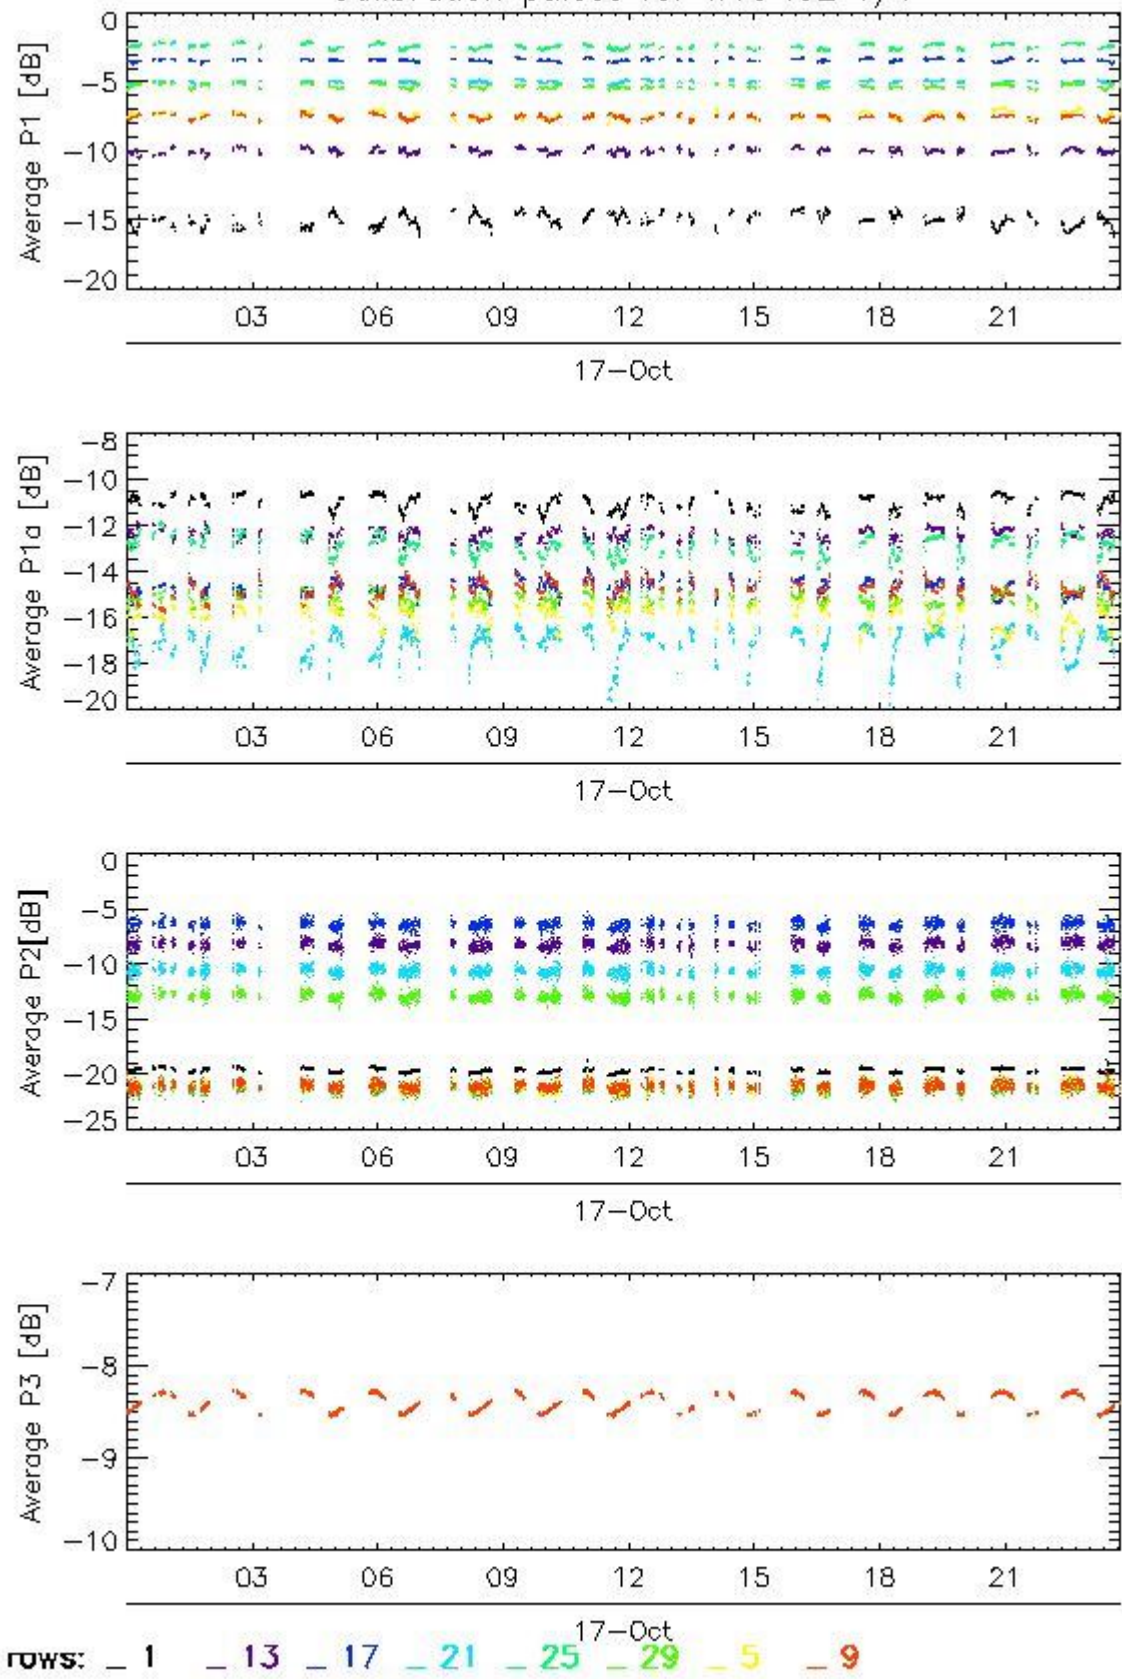 0
-5
-10
-15
-20
Average P1 [dB]
03 06 09 12 15 18 21
17-Oct
-8
-10
-12
-14
-16
-18
-20
Average P1a [dB]
03 06 09 12 15 18 21
17-Oct
0
-5
-10
-15
-20
-25
Average P2[dB]
03 06 09 12 15 18 21
17-Oct
-7
-8
-9
-10
Average P3 [dB]
03 06 09 12 15 18 21
17-Oct
rows: _ 1 _ 13 _ 17 _ 21 _ 25 _ 29 _ 5 _ 9